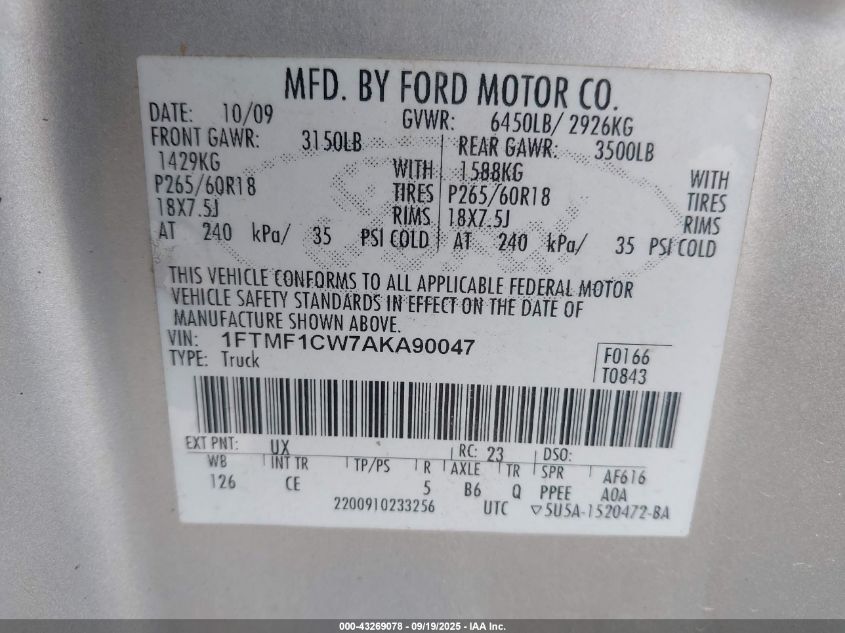 MFD. BY FORD MOTOR CO.
DATE: 10/09 GVWR: 6450LB/ 2926KG
FRONT GAWR: 3150LB REAR GAWR: 3500LB
1429KG WITH 1588KG WITH
P265/60R18 TIRES P265/60R18 TIRES
18X7.5J RIMS 18X7.5J RIMS
AT 240 kPa/ 35 PSI COLD AT 240 kPa/ 35 PSI COLD
THIS VEHICLE CONFORMS TO ALL APPLICABLE FEDERAL MOTOR
VEHICLE SAFETY STANDARDS IN EFFECT ON THE DATE OF
MANUFACTURE SHOWN ABOVE.
VIN: 1FTMF1CW7AKA90047 F0166
TYPE: Truck T0843
EXT PNT: UX RC: 23 DSO:
WB INT TR TP/PS R AXLE TR SPR AF616
126 CE 5 B6 Q PPEE A0A
2200910233256 UTC ▽5U5A-1520472-BA
000-43269078 - 09/19/2025 - IAA Inc.